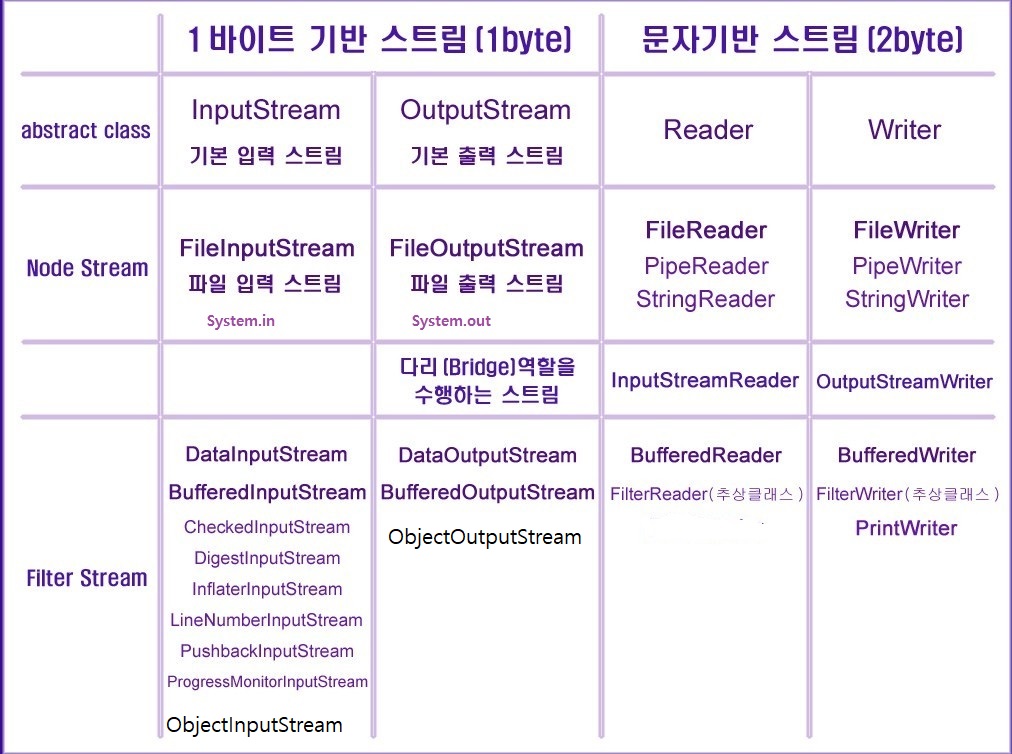 1바이트 기반 스트림(1byte)
문자기반 스트림(2byte)
abstract class
InputStream
기본 입력 스트림
OutputStream
기본 출력 스트림
Reader
Writer
Node Stream
FileInputStream
파일 입력 스트림
System.in
FileOutputStream
파일 출력 스트림
System.out
FileReader
PipeReader
StringReader
FileWriter
PipeWriter
StringWriter
다리(Bridge)역할을
수행하는 스트림
InputStreamReader
OutputStreamWriter
Filter Stream
DataInputStream
BufferedInputStream
CheckedInputStream
DigestInputStream
InflaterInputStream
LineNumberInputStream
PushbackInputStream
ProgressMonitorInputStream
ObjectInputStream
DataOutputStream
BufferedOutputStream
ObjectOutputStream
BufferedReader
FilterReader(추상클래스)
BufferedWriter
FilterWriter(추상클래스)
PrintWriter